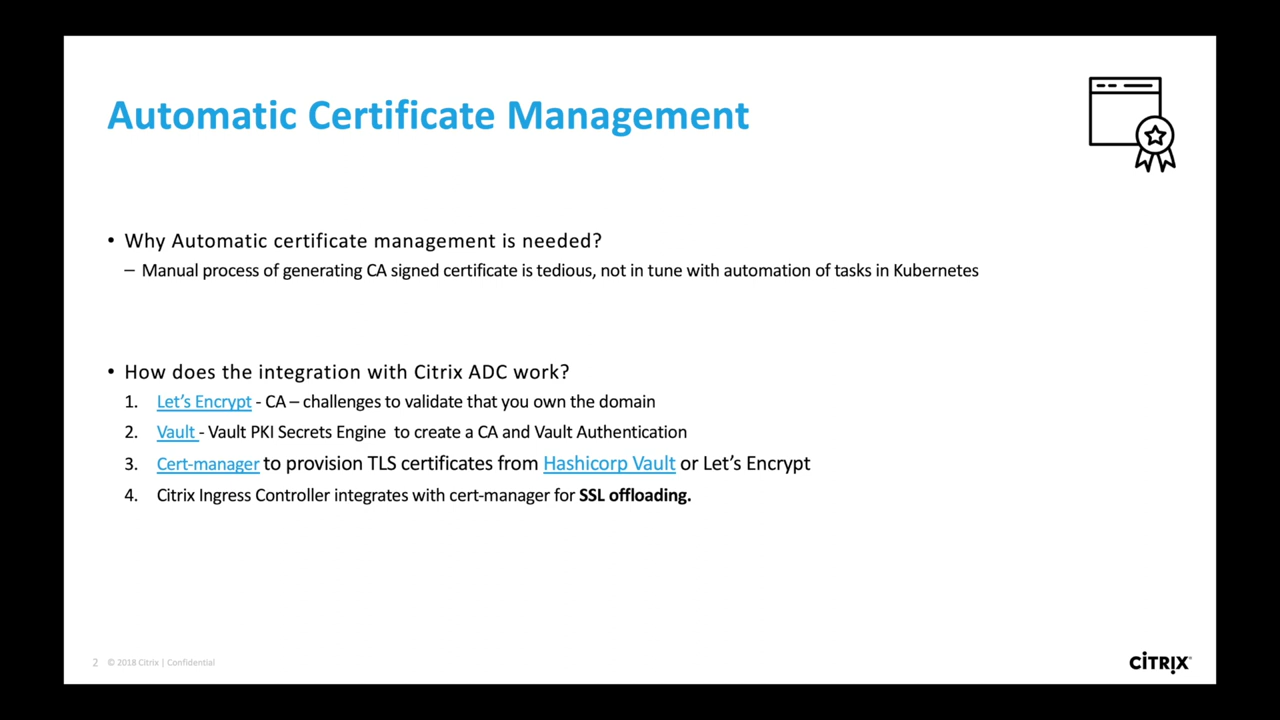 Automatic Certificate Management
• Why Automatic certificate management is needed?
– Manual process of generating CA signed certificate is tedious, not in tune with automation of tasks in Kubernetes
• How does the integration with Citrix ADC work?
1. Let’s Encrypt - CA – challenges to validate that you own the domain
2. Vault - Vault PKI Secrets Engine to create a CA and Vault Authentication
3. Cert-manager to provision TLS certificates from Hashicorp Vault or Let’s Encrypt
4. Citrix Ingress Controller integrates with cert-manager for SSL offloading.
2 © 2018 Citrix | Confidential
CİTRIX